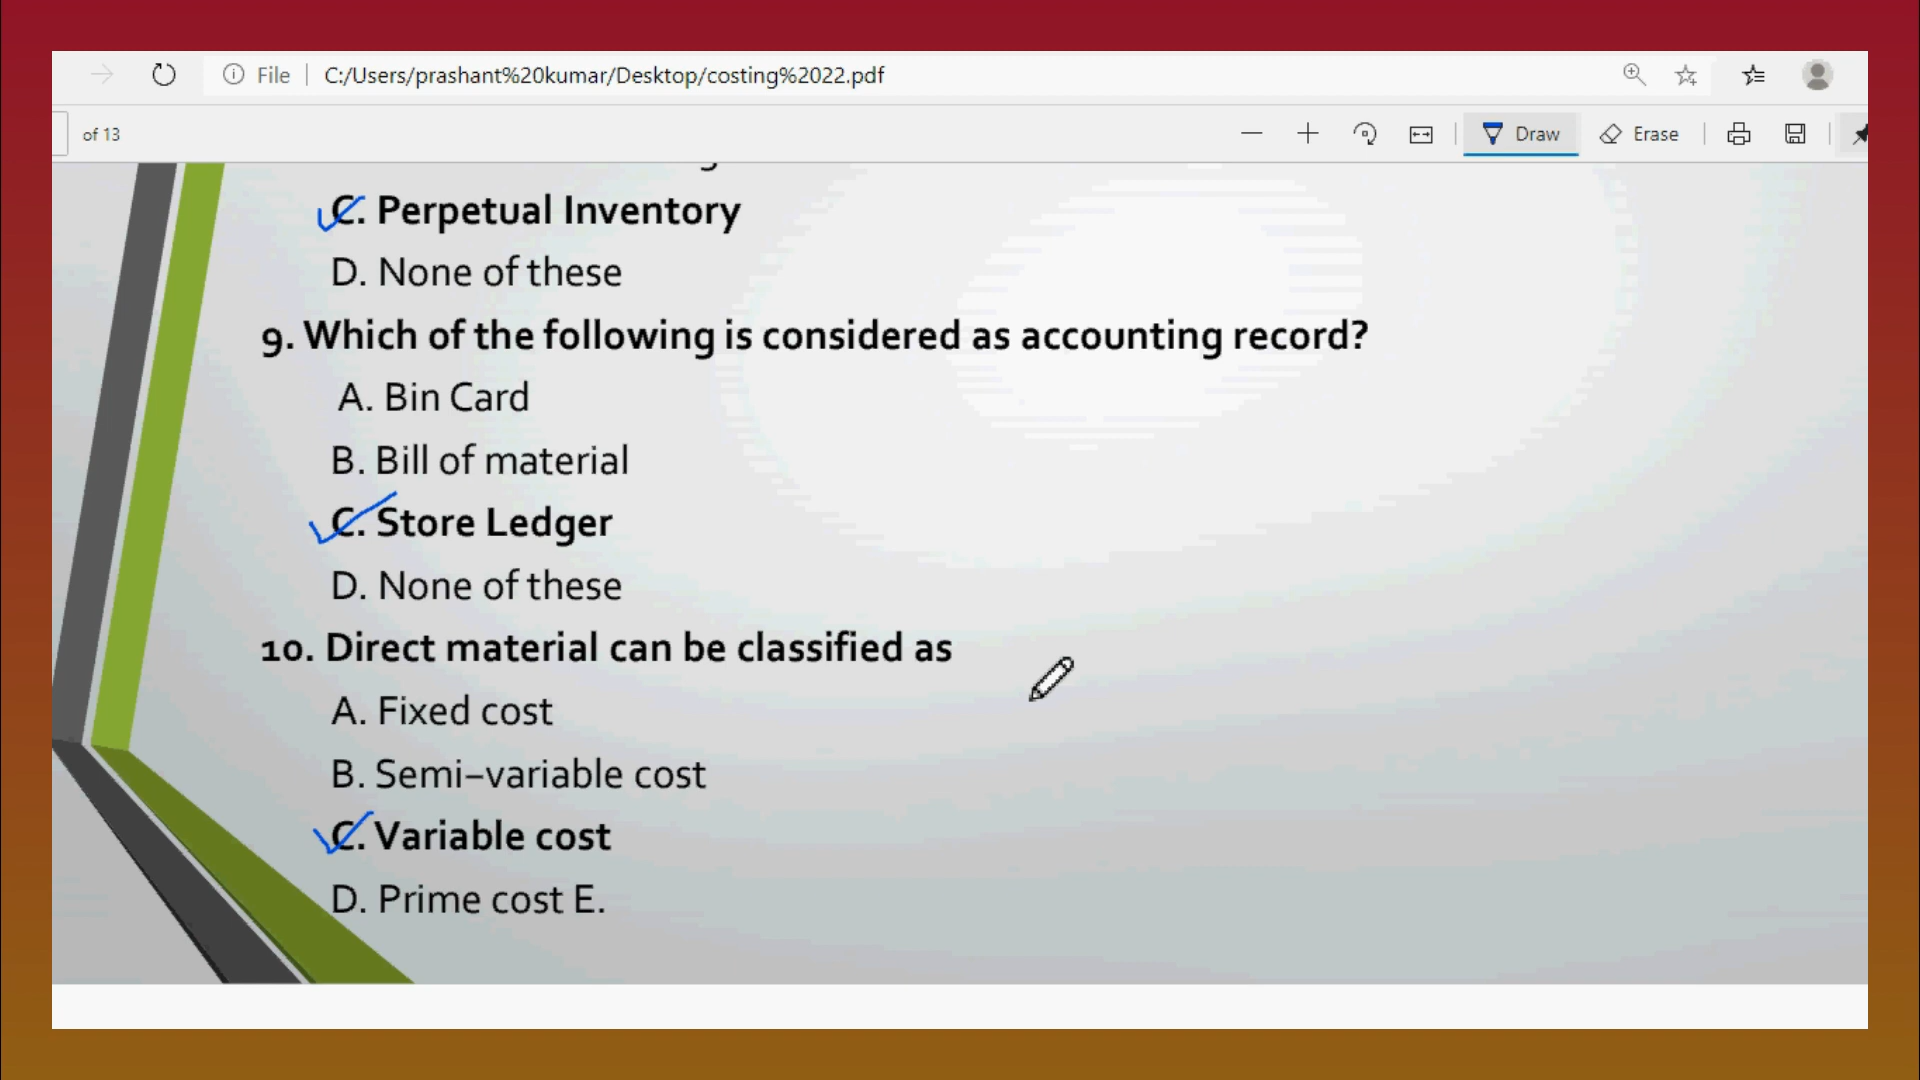 File C:/Users/prashant%20kumar/Desktop/costing%2022.pdf
of 13 Draw Erase
C. Perpetual Inventory
D. None of these
9. Which of the following is considered as accounting record?
A. Bin Card
B. Bill of material
C. Store Ledger
D. None of these
10. Direct material can be classified as
A. Fixed cost
B. Semi–variable cost
C. Variable cost
D. Prime cost E.